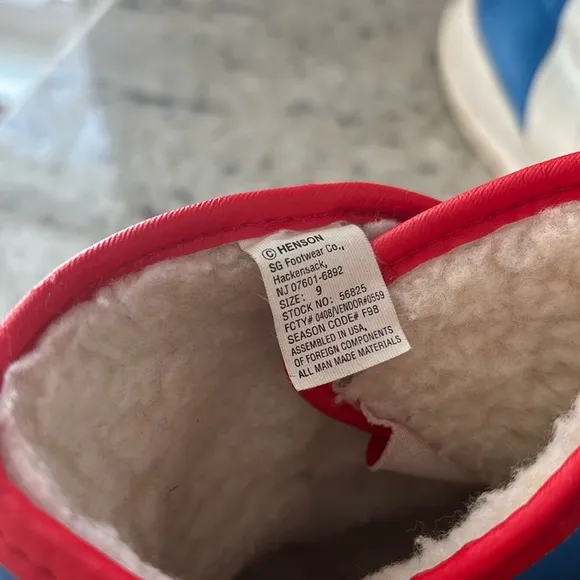 © HENSON
SG Footwear Co.,
Hackensack,
NJ 07601-6892
SIZE: 9
STOCK NO: 56825
FCTY# 0408/VENDOR#0559
SEASON CODE# F98
ASSEMBLED IN USA,
OF FOREIGN COMPONENTS
ALL MAN MADE MATERIALS